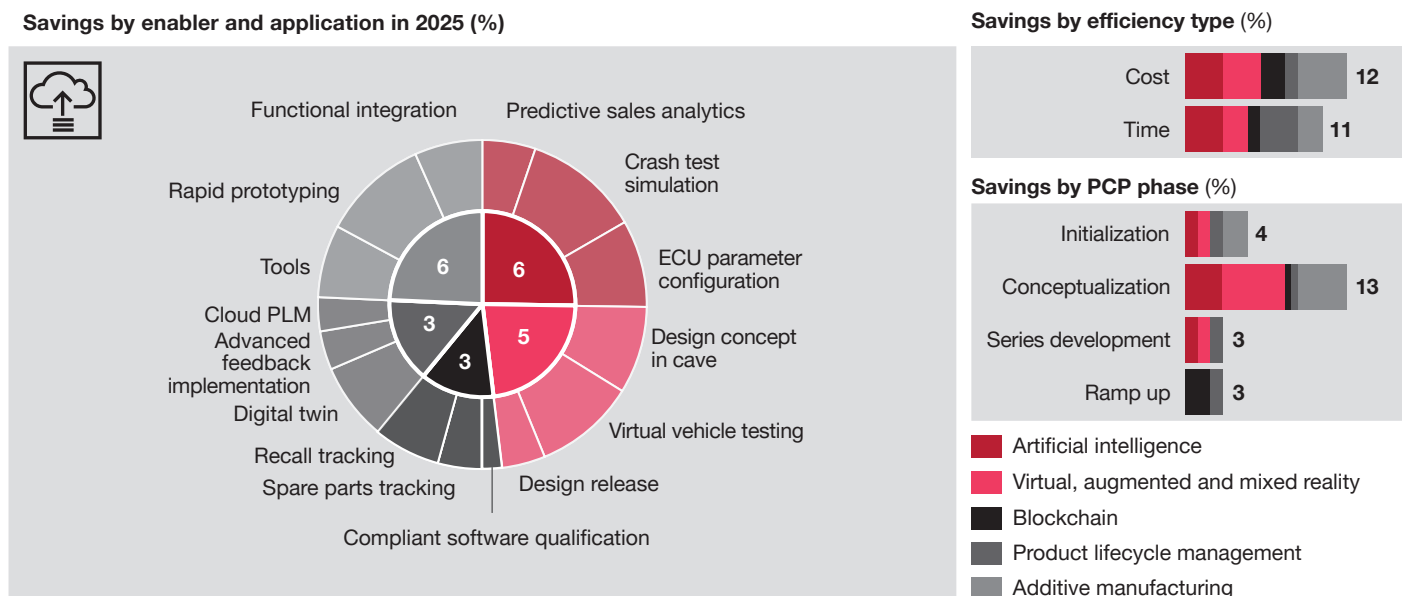 Savings by enabler and application in 2025 (%)
Functional integration
Predictive sales analytics
Rapid prototyping
Crash test
simulation
Tools
ECU parameter
configuration
Cloud PLM
Advanced
feedback
implementation
Design concept
in cave
Digital twin
Virtual vehicle testing
Recall tracking
Spare parts tracking
Design release
Compliant software qualification
6
6
3
5
3
Savings by efficiency type (%)
Cost
12
Time
11
Savings by PCP phase (%)
Initialization
4
Conceptualization
13
Series development
3
Ramp up
3
Artificial intelligence
Virtual, augmented and mixed reality
Blockchain
Product lifecycle management
Additive manufacturing